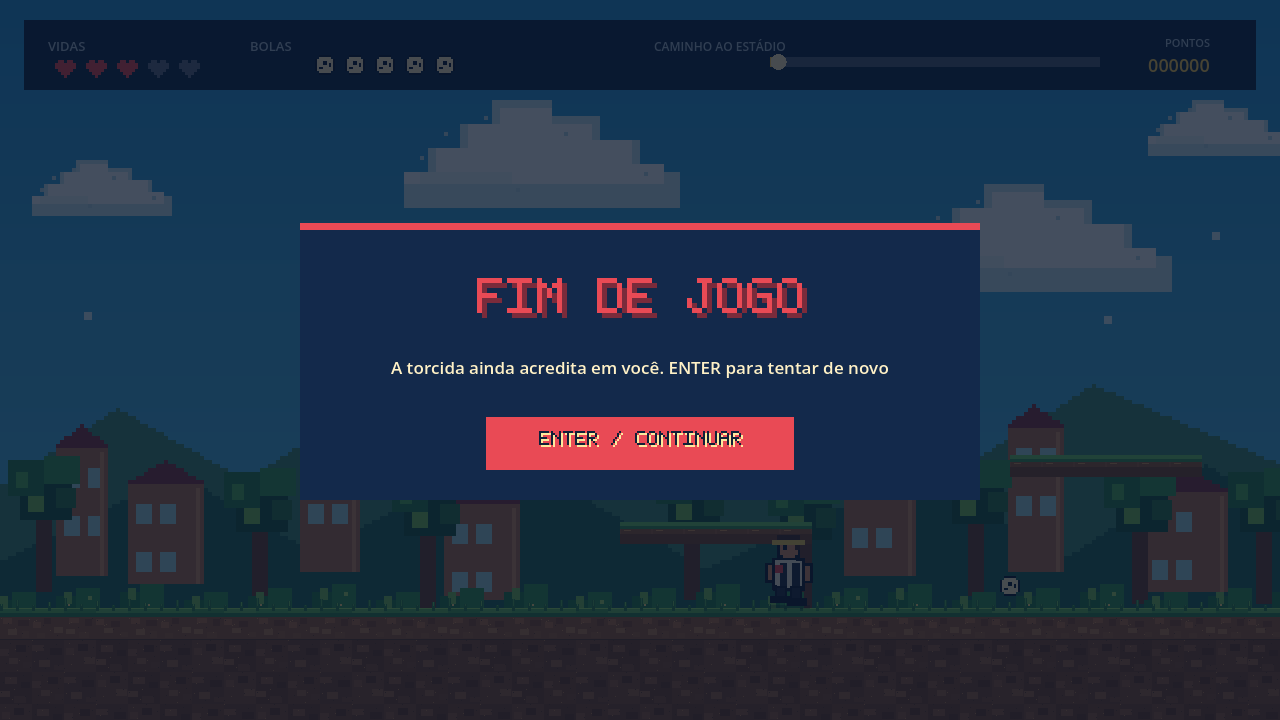 VIDAS
BOLAS
CAMINHO AO ESTÁDIO
PONTOS
000000
FIM DE JOGO
A torcida ainda acredita em você. ENTER para tentar de novo
ENTER / CONTINUAR